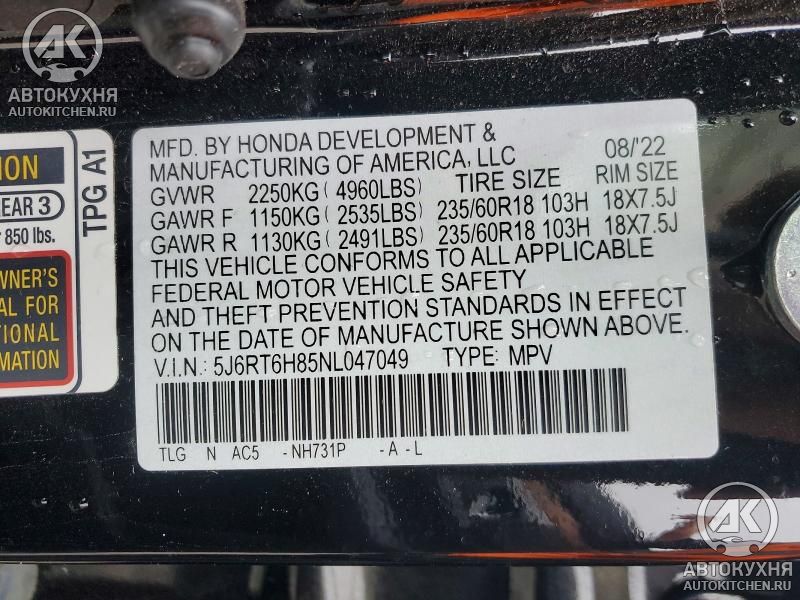 AK
АВТОКУХНЯ
AUTOKITCHEN.RU
ION
EAR 3
r 850 lbs.
WNER'S
AL FOR
TIONAL
MATION
TPG A1
MFD. BY HONDA DEVELOPMENT &
MANUFACTURING OF AMERICA, LLC 08/'22
GVWR 2250KG ( 4960LBS) TIRE SIZE RIM SIZE
GAWR F 1150KG ( 2535LBS) 235/60R18 103H 18X7.5J
GAWR R 1130KG ( 2491LBS) 235/60R18 103H 18X7.5J
THIS VEHICLE CONFORMS TO ALL APPLICABLE
FEDERAL MOTOR VEHICLE SAFETY
AND THEFT PREVENTION STANDARDS IN EFFECT
ON THE DATE OF MANUFACTURE SHOWN ABOVE.
V.I.N.: 5J6RT6H85NL047049 TYPE: MPV
TLG N AC5 - NH731P - A - L
AK
АВТОКУХНЯ
AUTOKITCHEN.RU